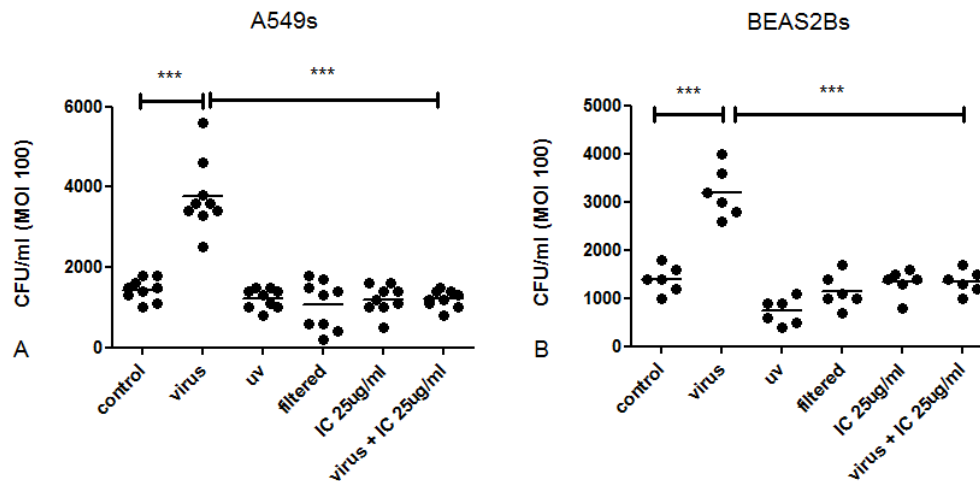 A549s
***
***
6000
4000
2000
0
CFU/ml (MOI 100)
control
virus
uv
filtered
IC 25ug/ml
virus + IC 25ug/ml
A
BEAS2Bs
***
***
5000
4000
3000
2000
1000
0
CFU/ml (MOI 100)
control
virus
uv
filtered
IC 25ug/ml
virus + IC 25ug/ml
B